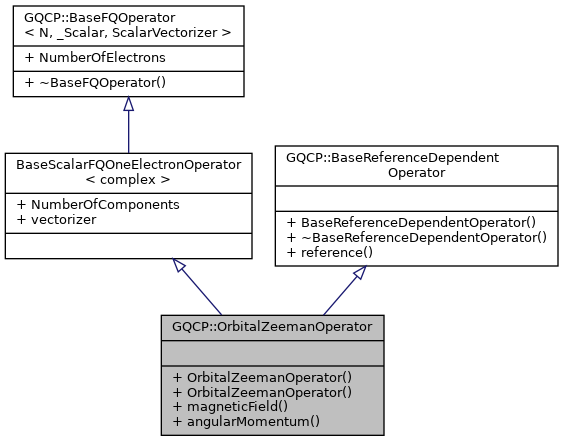 GQCP::BaseFQOperator
< N, _Scalar, ScalarVectorizer >
+ NumberOfElectrons
+ ~BaseFQOperator()
BaseScalarFQOneElectronOperator
< complex >
+ NumberOfComponents
+ vectorizer
GQCP::BaseReferenceDependent
Operator
+ BaseReferenceDependentOperator()
+ ~BaseReferenceDependentOperator()
+ reference()
GQCP::OrbitalZeemanOperator
+ OrbitalZeemanOperator()
+ OrbitalZeemanOperator()
+ magneticField()
+ angularMomentum()